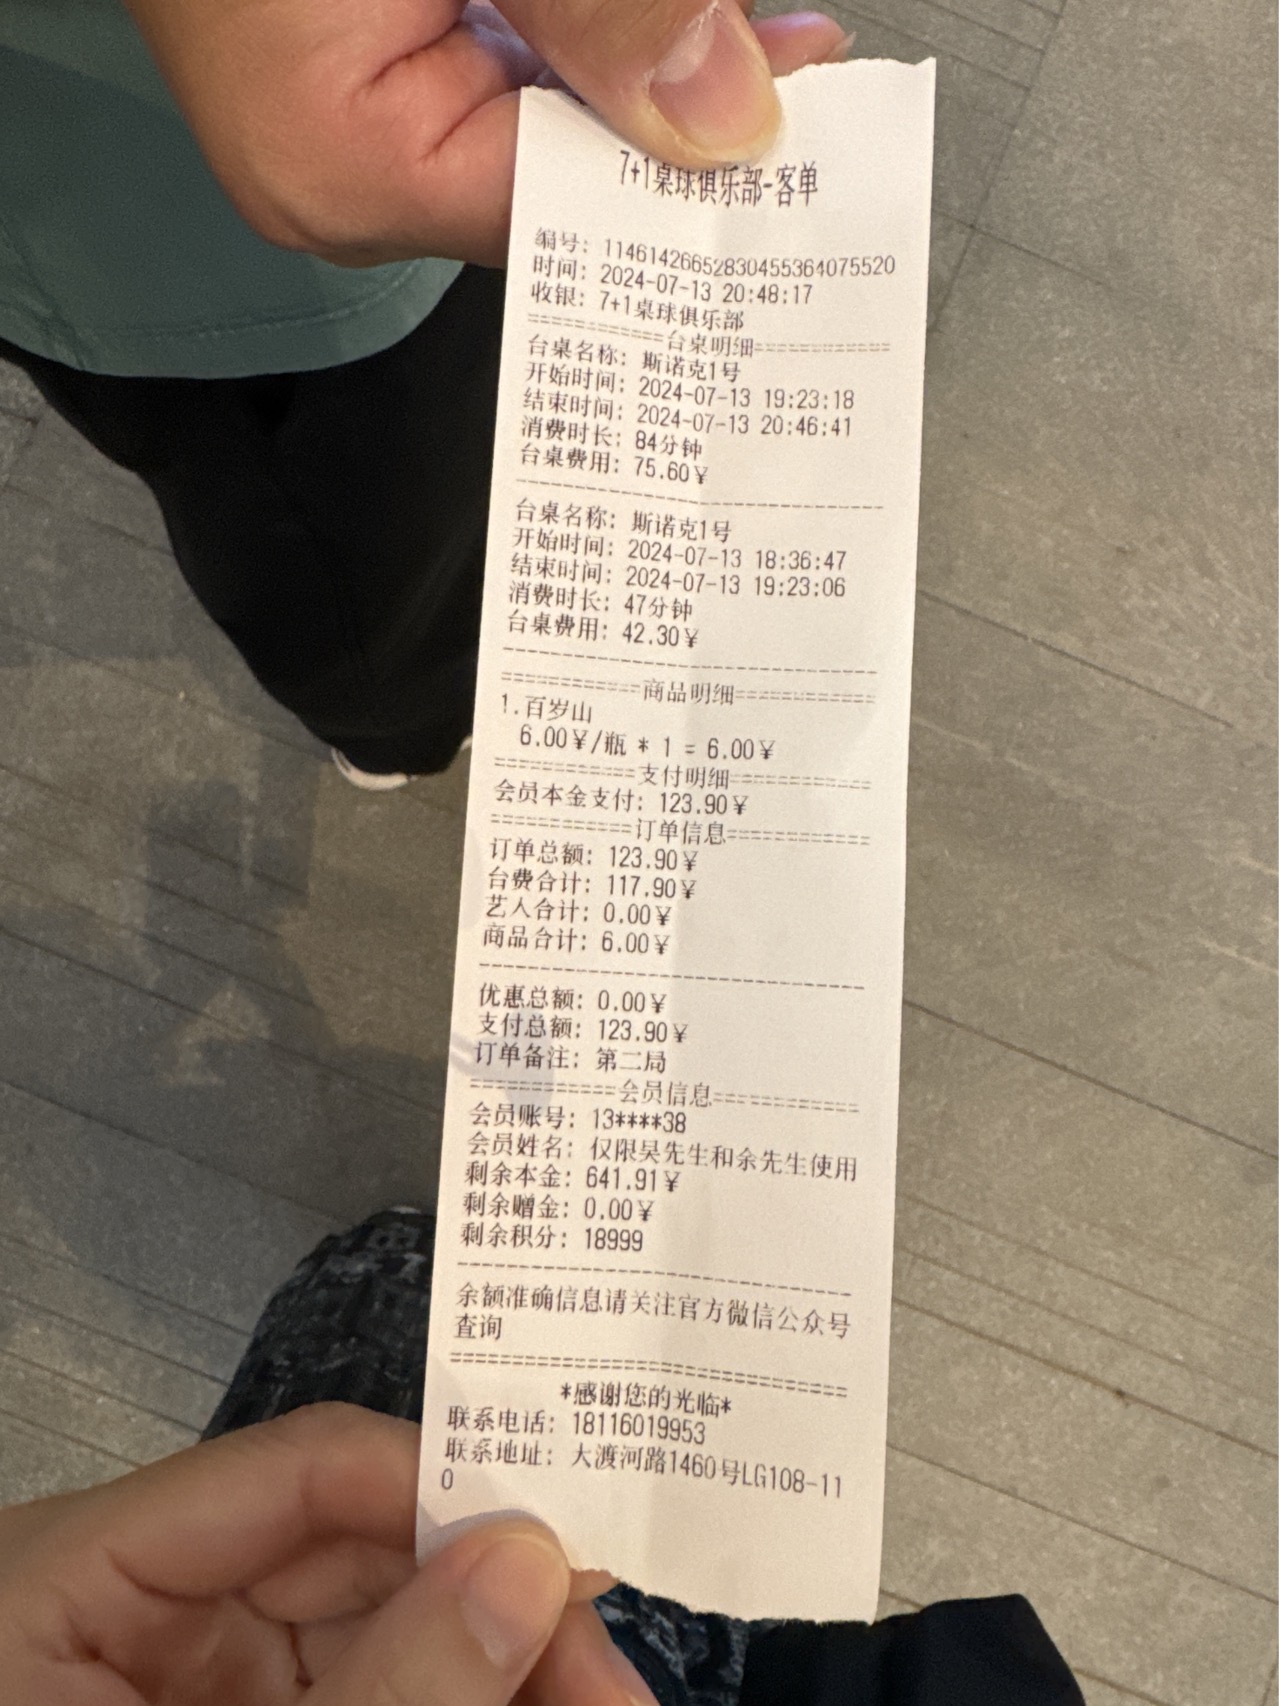 7+1桌球俱乐部-客单
编号: 11461426652830455364075520
时间: 2024-07-13 20:48:17
收银: 7+1桌球俱乐部
===========台桌明细===========
台桌名称: 斯诺克1号
开始时间: 2024-07-13 19:23:18
结束时间: 2024-07-13 20:46:41
消费时长: 84分钟
台桌费用: 75.60¥
--------------------------------
台桌名称: 斯诺克1号
开始时间: 2024-07-13 18:36:47
结束时间: 2024-07-13 19:23:06
消费时长: 47分钟
台桌费用: 42.30¥
--------------------------------
===========商品明细===========
1.百岁山
6.00¥/瓶 * 1 = 6.00¥
===========支付明细===========
会员本金支付: 123.90¥
===========订单信息===========
订单总额: 123.90¥
台费合计: 117.90¥
艺人合计: 0.00¥
商品合计: 6.00¥
--------------------------------
优惠总额: 0.00¥
支付总额: 123.90¥
订单备注: 第二局
===========会员信息===========
会员账号: 13****38
会员姓名: 仅限吴先生和余先生使用
剩余本金: 641.91¥
剩余赠金: 0.00¥
剩余积分: 18999
--------------------------------
余额准确信息请关注官方微信公众号
查询
================================
*感谢您的光临*
联系电话: 18116019953
联系地址: 大渡河路1460号LG108-11
0